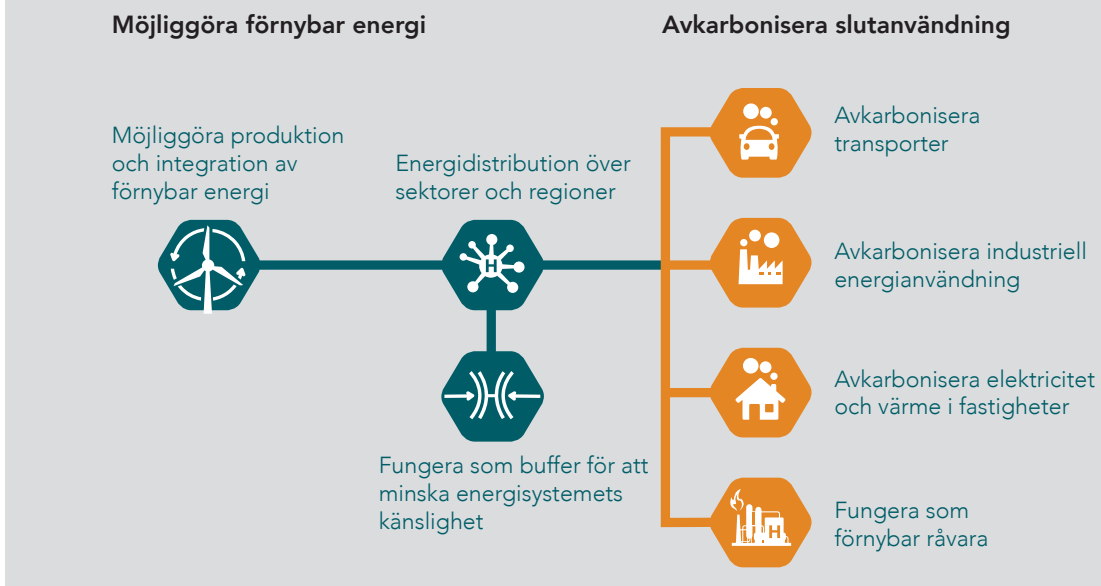 Möjliggöra förnybar energi
Avkarbonisera slutanvändning
Möjliggöra produktion
och integration av
förnybar energi
Energidistribution över
sektorer och regioner
H
Fungera som buffer för att
minska energisystemets
känslighet
Avkarbonisera
transporter
Avkarbonisera industriell
energianvändning
Avkarbonisera elektricitet
och värme i fastigheter
Fungera som
förnybar råvara
H